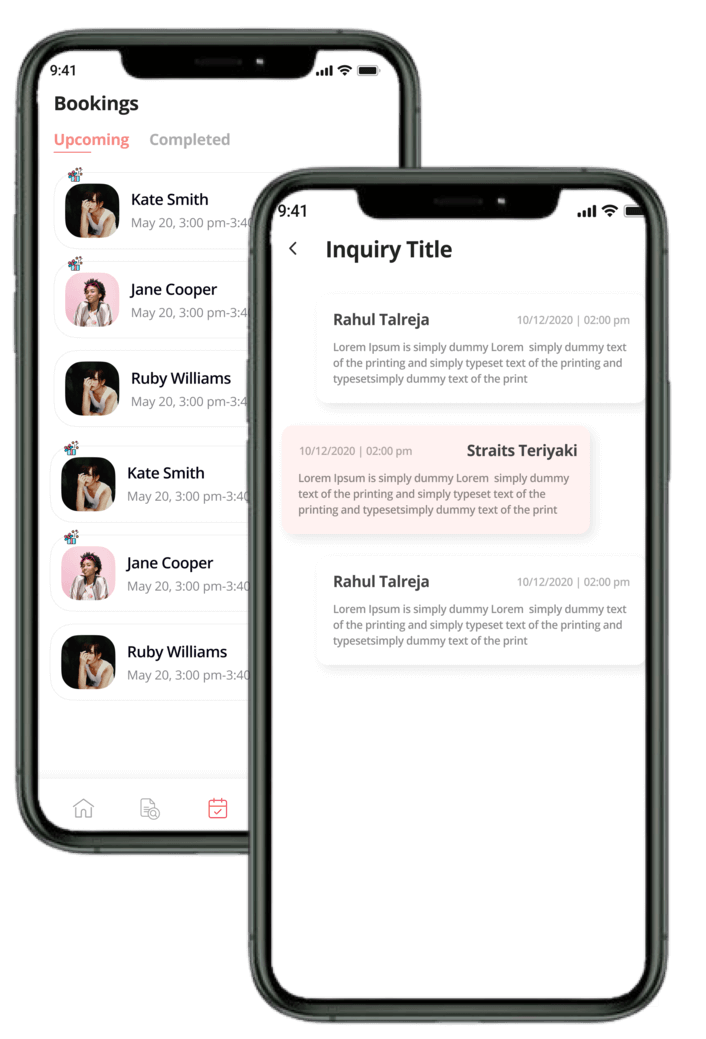 9:41
Bookings
Upcoming Completed
Kate Smith
May 20, 3:00 pm-3:40
Jane Cooper
May 20, 3:00 pm-3:4
Ruby Williams
May 20, 3:00 pm-3:4
Kate Smith
May 20, 3:00 pm-3:40
Jane Cooper
May 20, 3:00 pm-3:40
Ruby Williams
May 20, 3:00 pm-3:40
9:41
Inquiry Title
Rahul Talreja 10/12/2020 | 02:00 pm
Lorem Ipsum is simply dummy Lorem simply dummy text
of the printing and simply typeset text of the printing and
typesetsimply dummy text of the print
10/12/2020 | 02:00 pm Straits Teriyaki
Lorem Ipsum is simply dummy Lorem simply dummy
text of the printing and simply typeset text of the
printing and typesetsimply dummy text of the print
Rahul Talreja 10/12/2020 | 02:00 pm
Lorem Ipsum is simply dummy Lorem simply dummy text
of the printing and simply typeset text of the printing and
typesetsimply dummy text of the print